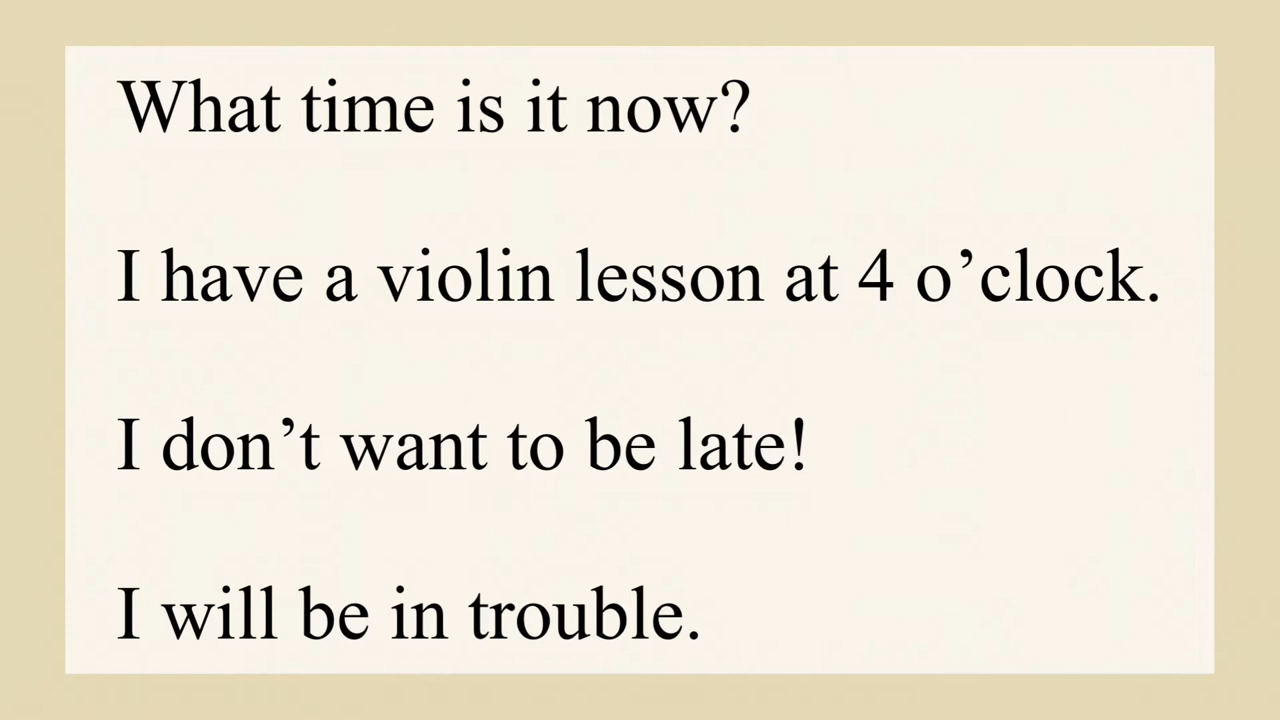 What time is it now?
I have a violin lesson at 4 o’clock.
I don’t want to be late!
I will be in trouble.